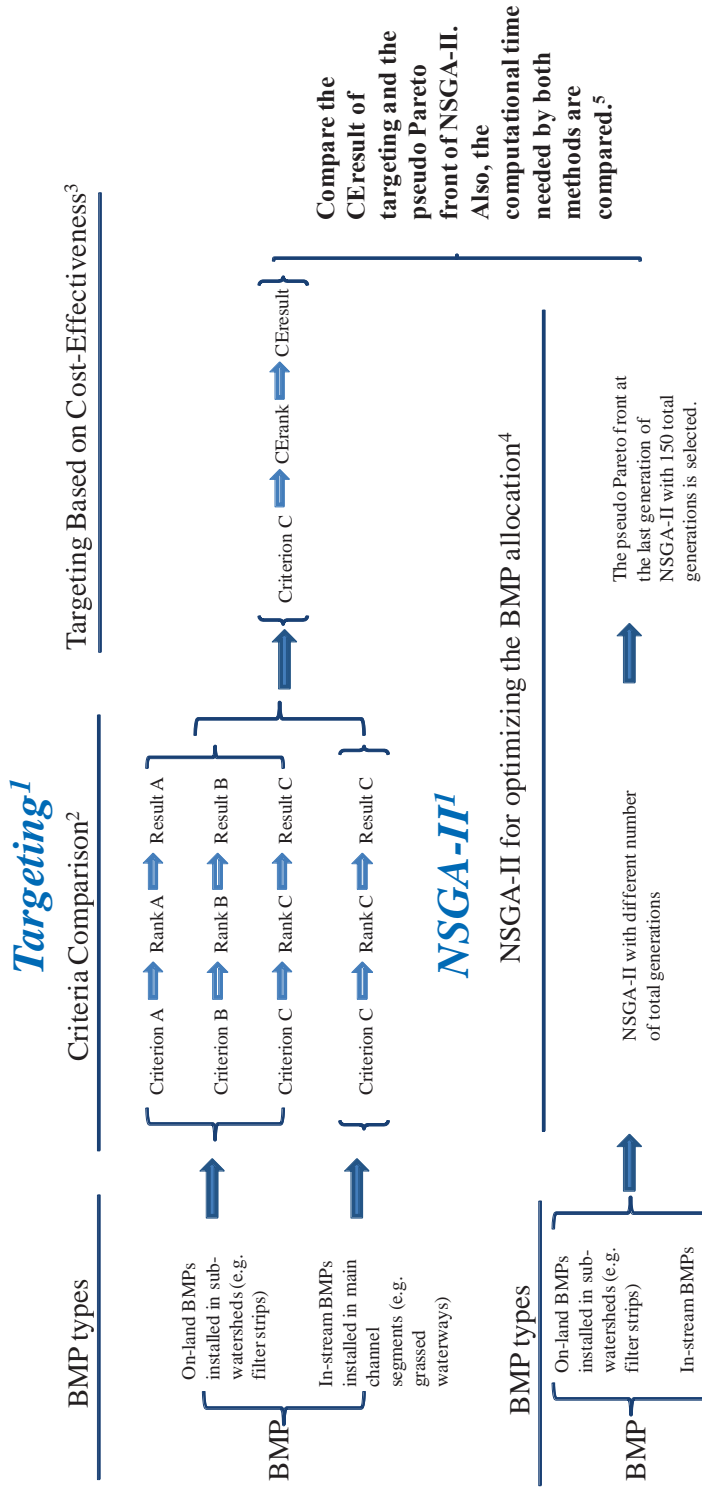 Targeting¹
BMP types
Criteria Comparison²
Targeting Based on Cost-Effectiveness³
BMP
On-land BMPs
installed in sub-
watersheds (e.g.
filter strips)
In-stream BMPs
installed in main
channel
segments (e.g.
grassed
waterways)
Criterion A Rank A Result A
Criterion B Rank B Result B
Criterion C Rank C Result C
Criterion C Rank C Result C
Criterion C CErank CEresult
NSGA-II¹
BMP types
NSGA-II for optimizing the BMP allocation⁴
BMP
On-land BMPs
installed in sub-
watersheds (e.g.
filter strips)
In-stream BMPs
NSGA-II with different number
of total generations
The pseudo Pareto front at
the last generation of
NSGA-II with 150 total
generations is selected.
Compare the
CEresult of
targeting and the
pseudo Pareto
front of NSGA-II.
Also, the
computational time
needed by both
methods are
compared.⁵